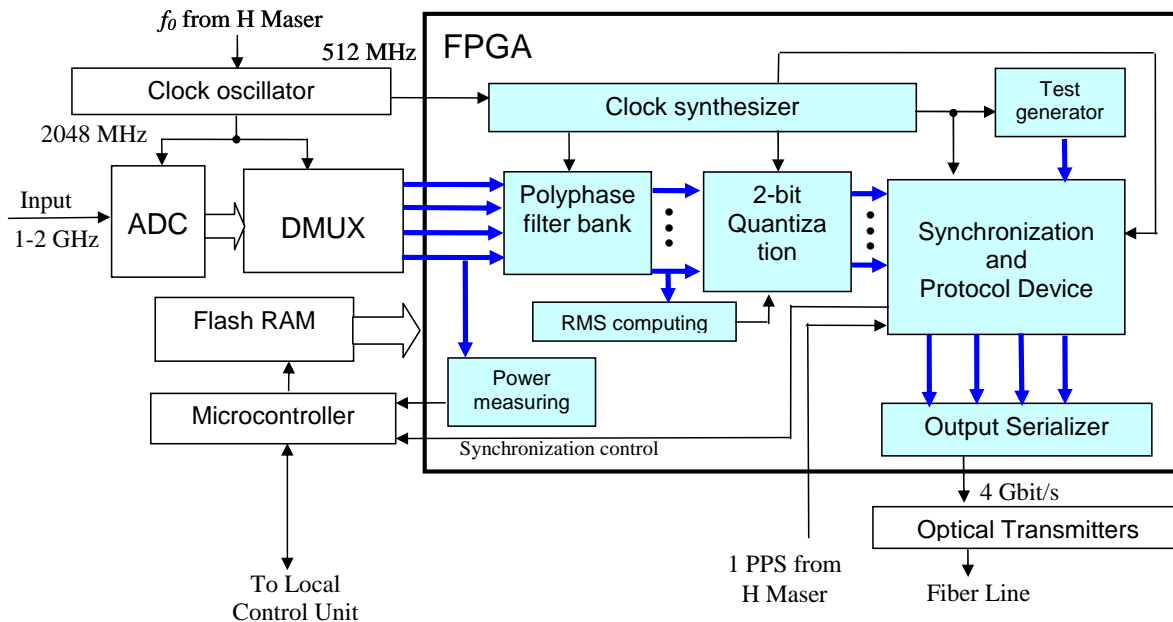 f0 from H Maser
512 MHz
FPGA
Clock oscillator
Clock synthesizer
Test
generator
2048 MHz
Input
1-2 GHz
ADC
DMUX
Polyphase
filter bank
2-bit
Quantiza
tion
Synchronization
and
Protocol Device
Flash RAM
RMS computing
Power
measuring
Microcontroller
Synchronization control
Output Serializer
4 Gbit/s
Optical Transmitters
1 PPS from
H Maser
Fiber Line
To Local
Control Unit